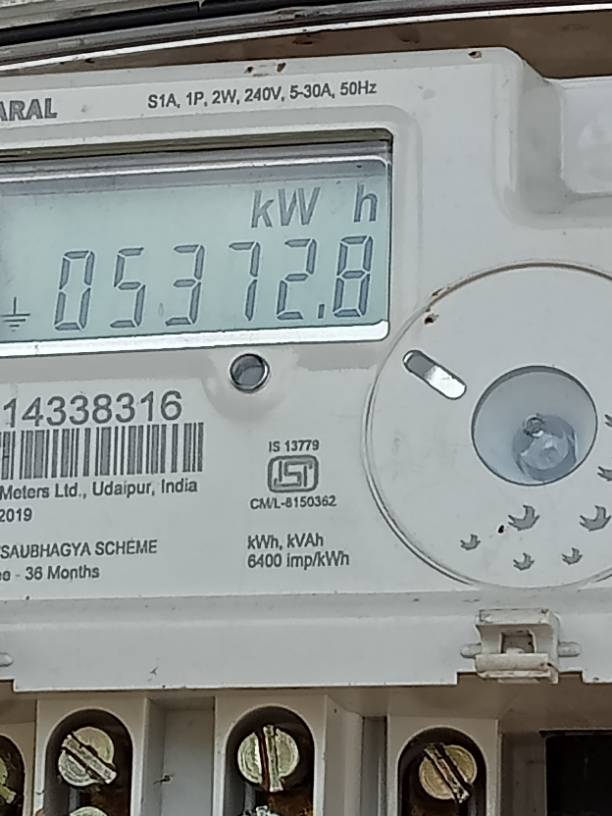 ARAL
S1A, 1P, 2W, 240V, 5-30A, 50Hz
kW h
05372.8
14338316
Meters Ltd., Udaipur, India
2019
IS 13779
ISI
CM/L-8150362
SAUBHAGYA SCHEME
- 36 Months
kWh, kVAh
6400 imp/kWh